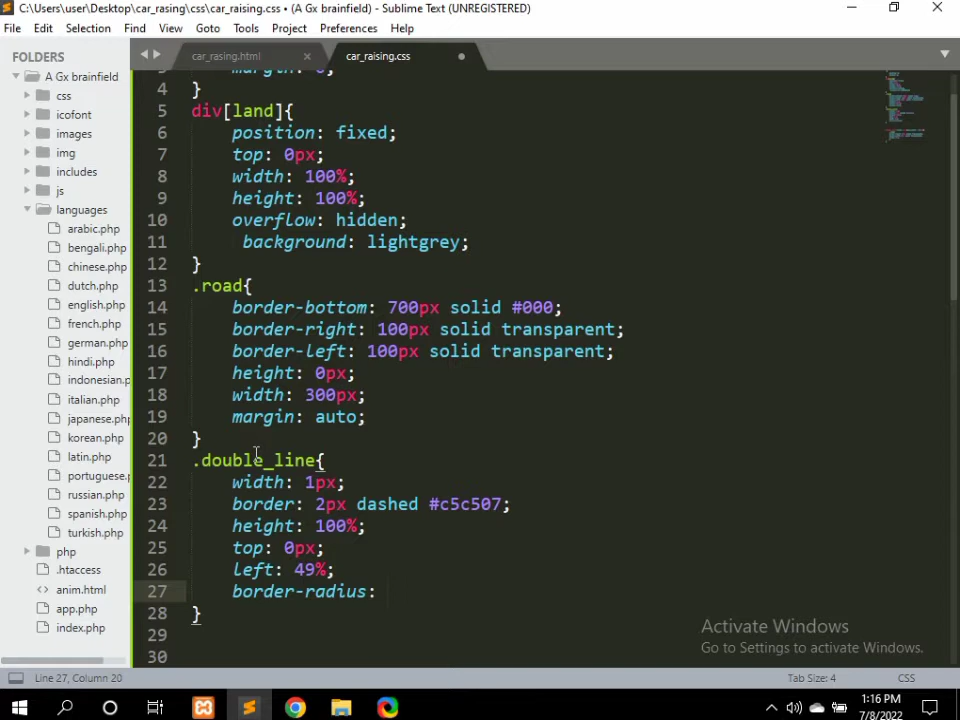 C:\Users\user\Desktop\car_rasing\css\car_raising.css • (A Gx brainfield) - Sublime Text (UNREGISTERED)
File Edit Selection Find View Goto Tools Project Preferences Help
FOLDERS
A Gx brainfield
css
icofont
images
img
includes
js
languages
arabic.php
bengali.php
chinese.php
dutch.php
english.php
french.php
german.php
hindi.php
indonesian.p
italian.php
japanese.php
korean.php
latin.php
portuguese.p
russian.php
spanish.php
turkish.php
php
.htaccess
anim.html
app.php
index.php
car_rasing.html
car_raising.css
3 margin: 0;
4 }
5 div[land]{
6 position: fixed;
7 top: 0px;
8 width: 100%;
9 height: 100%;
10 overflow: hidden;
11 background: lightgrey;
12 }
13 .road{
14 border-bottom: 700px solid #000;
15 border-right: 100px solid transparent;
16 border-left: 100px solid transparent;
17 height: 0px;
18 width: 300px;
19 margin: auto;
20 }
21 .double_line{
22 width: 1px;
23 border: 2px dashed #c5c507;
24 height: 100%;
25 top: 0px;
26 left: 49%;
27 border-radius:
28 }
29
30
Activate Windows
Go to Settings to activate Windows.
Line 27, Column 20
Tab Size: 4
CSS
1:16 PM
7/8/2022